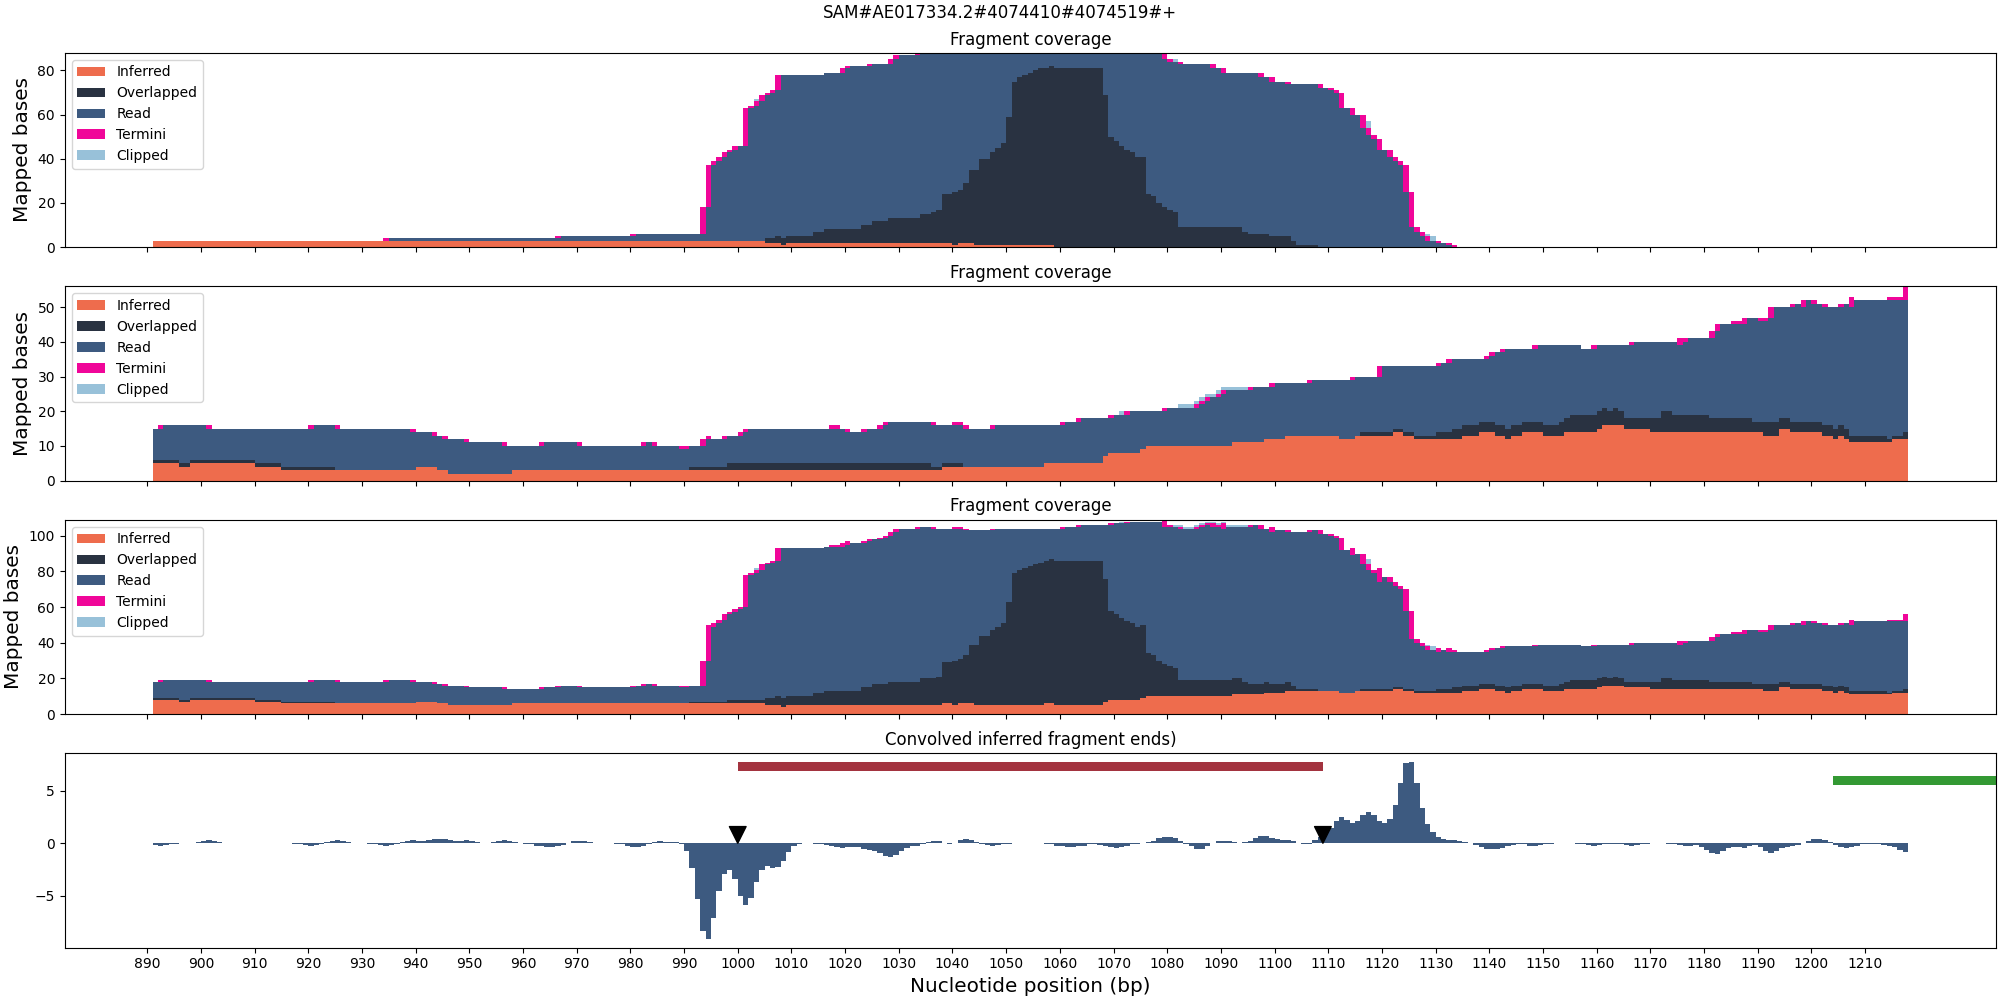 SAM#AE017334.2#4074410#4074519#+
Fragment coverage
Mapped bases
80
60
40
20
0
Inferred
Overlapped
Read
Termini
Clipped
Fragment coverage
Mapped bases
50
40
30
20
10
0
Inferred
Overlapped
Read
Termini
Clipped
Fragment coverage
Mapped bases
100
80
60
40
20
0
Inferred
Overlapped
Read
Termini
Clipped
Convolved inferred fragment ends)
5
0
−5
890 900 910 920 930 940 950 960 970 980 990 1000 1010 1020 1030 1040 1050 1060 1070 1080 1090 1100 1110 1120 1130 1140 1150 1160 1170 1180 1190 1200 1210
Nucleotide position (bp)